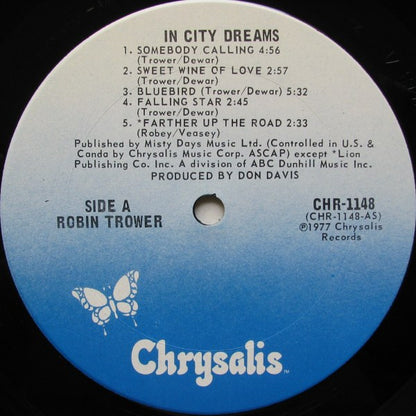 IN CITY DREAMS
1. SOMEBODY CALLING 4:56
(Trower/Dewar)
2. SWEET WINE OF LOVE 2:57
(Trower/Dewar)
3. BLUEBIRD (Trower/Dewar) 5:32
4. FALLING STAR 2:45
(Trower/Dewar)
5. *FARTHER UP THE ROAD 2:33
(Robey/Veasey)
Published by Misty Days Music Ltd. (Controlled in U.S. &
Canda by Chrysalis Music Corp. ASCAP) except *Lion
Publishing Co. Inc. A division of ABC Dunhill Music Inc.
PRODUCED BY DON DAVIS
SIDE A
ROBIN TROWER
CHR-1148
(CHR-1148-AS)
℗1977 Chrysalis
Records
Chrysalis™